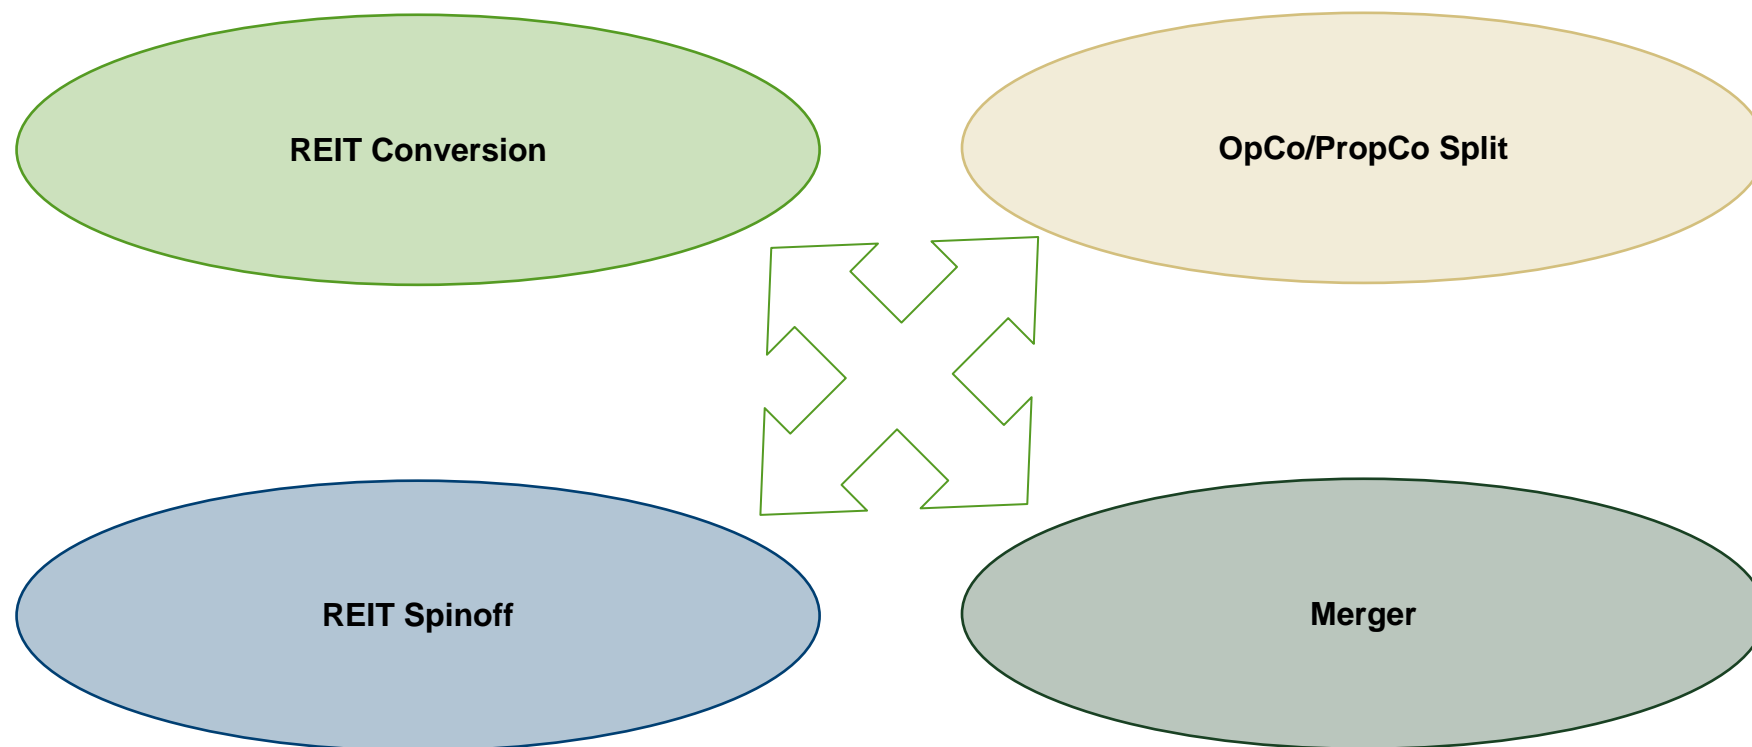 REIT Conversion
OpCo/PropCo Split
REIT Spinoff
Merger